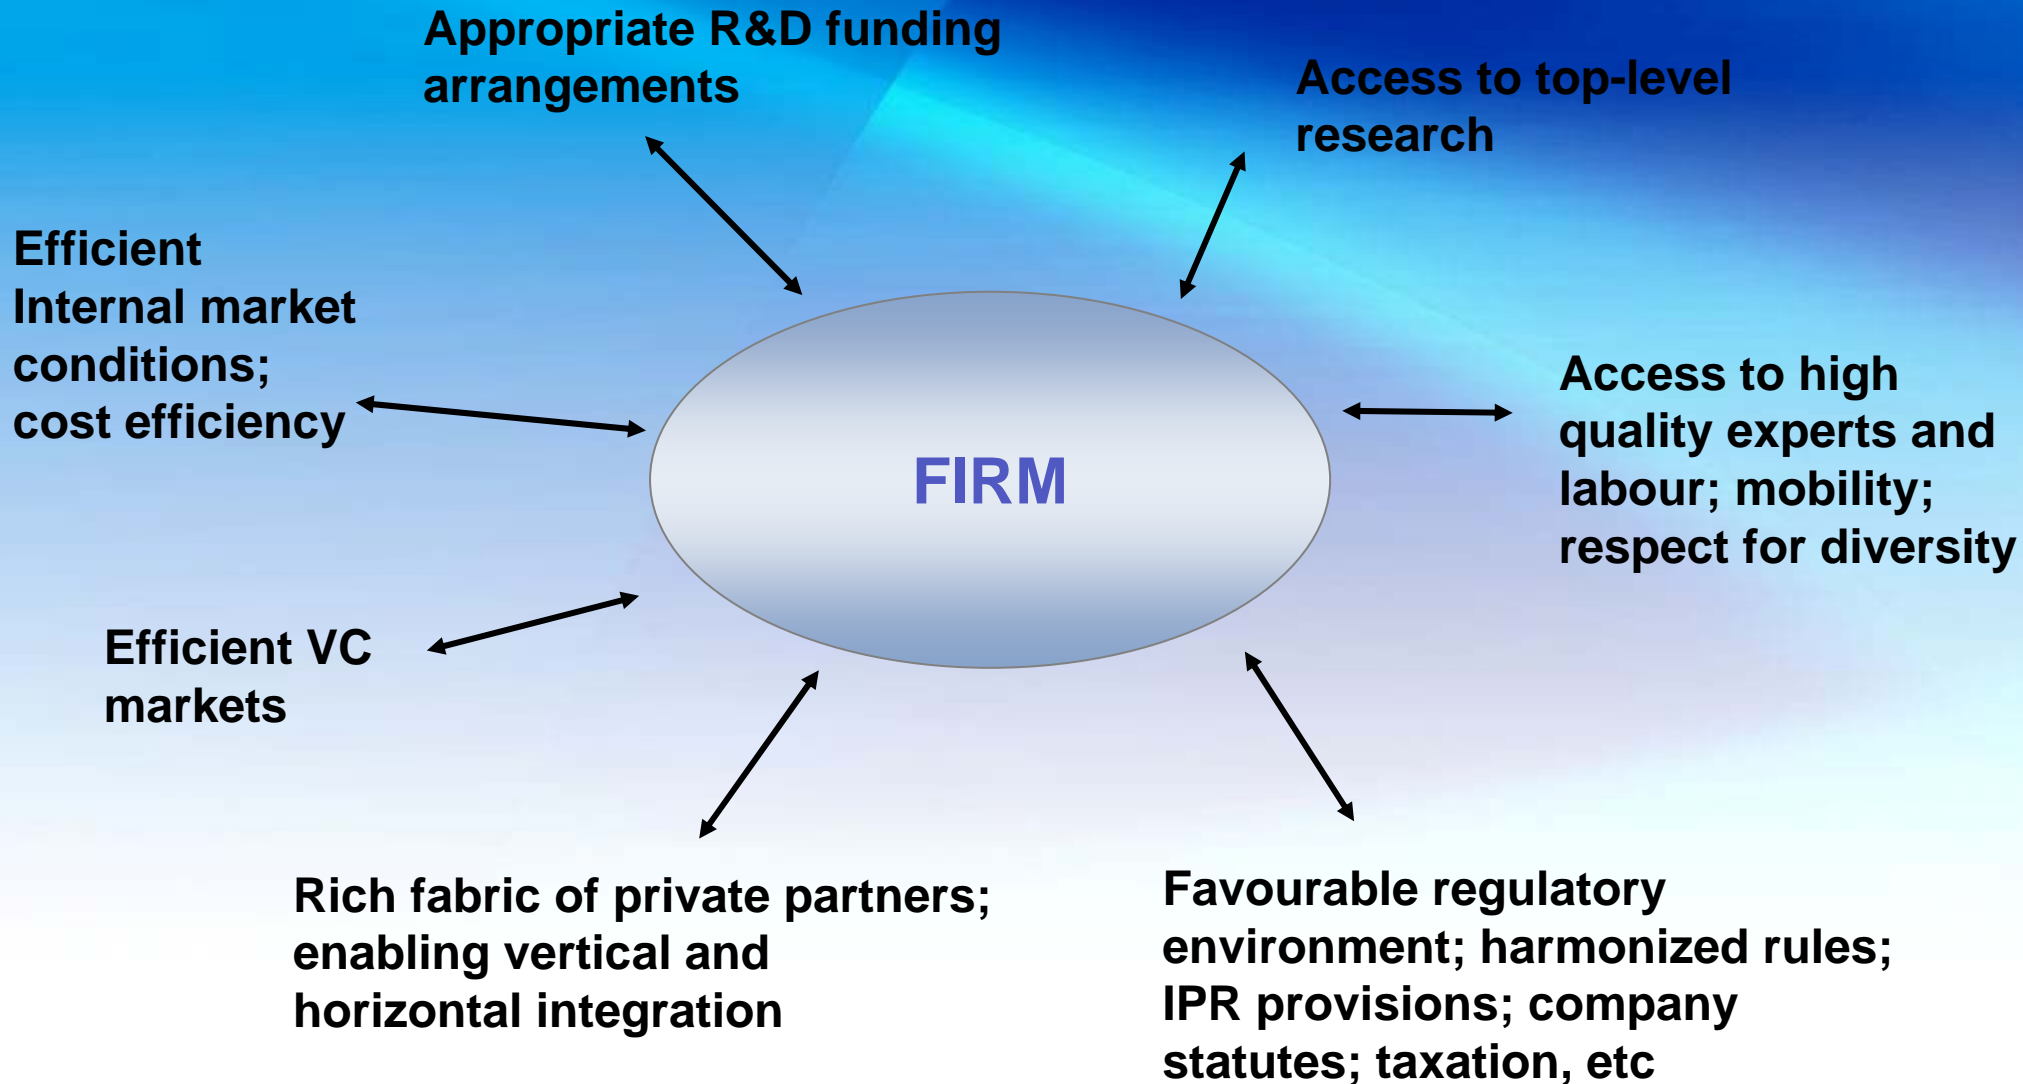 Appropriate R&D funding
arrangements
Access to top-level
research
Efficient
Internal market
conditions;
cost efficiency
Access to high
quality experts and
labour; mobility;
respect for diversity
FIRM
Efficient VC
markets
Rich fabric of private partners;
enabling vertical and
horizontal integration
Favourable regulatory
environment; harmonized rules;
IPR provisions; company
statutes; taxation, etc